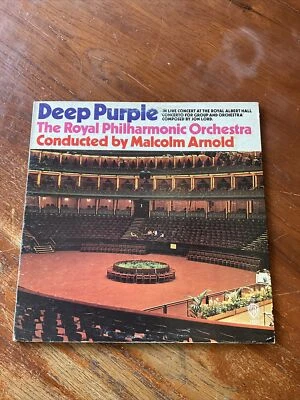 Deep Purple
IN LIVE CONCERT AT THE ROYAL ALBERT HALL
CONCERTO FOR GROUP AND ORCHESTRA
COMPOSED BY JON LORD.
The Royal Philharmonic Orchestra
Conducted by Malcolm Arnold